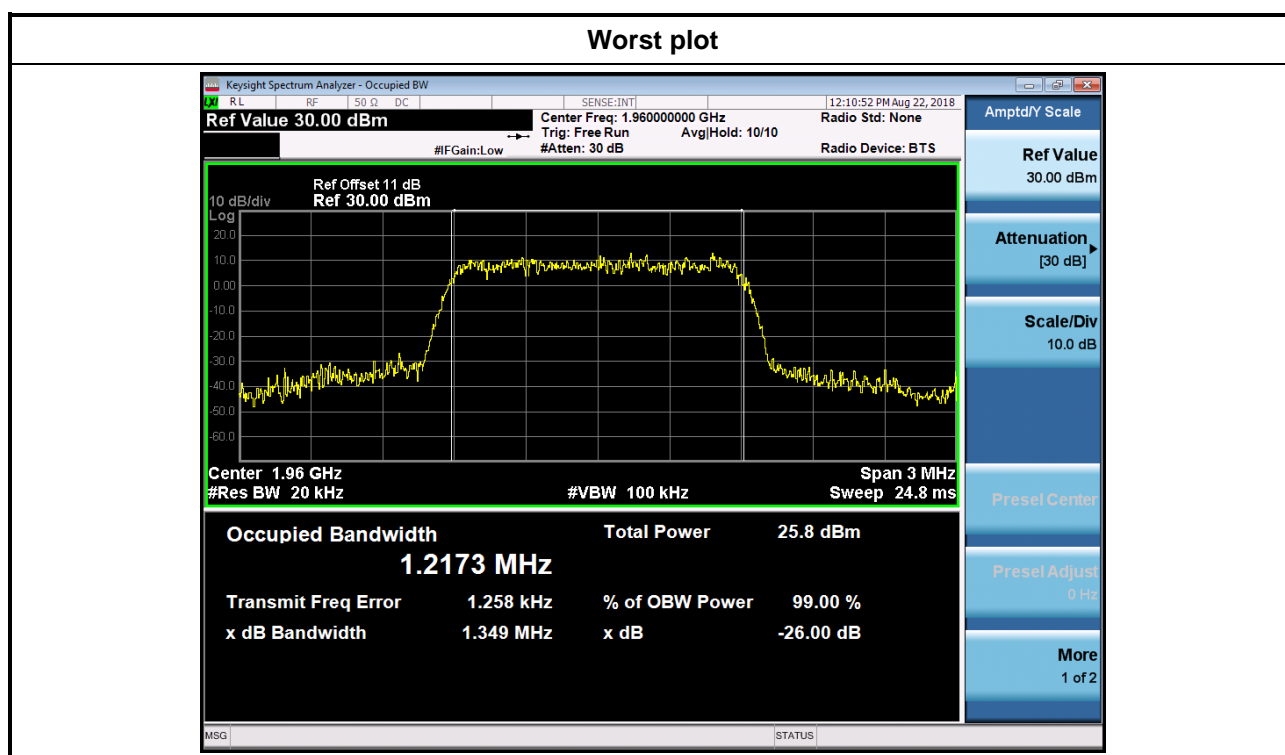 Worst plot
Keysight Spectrum Analyzer - Occupied BW
LXI RL RF 50 Ω DC SENSE:INT 12:10:52 PM Aug 22, 2018
Ref Value 30.00 dBm Center Freq: 1.960000000 GHz Radio Std: None
Trig: Free Run Avg|Hold: 10/10
#IFGain:Low #Atten: 30 dB Radio Device: BTS
Ref Offset 11 dB
10 dB/div Ref 30.00 dBm
Log
20.0
10.0
0.00
-10.0
-20.0
-30.0
-40.0
-50.0
-60.0
Center 1.96 GHz Span 3 MHz
#Res BW 20 kHz #VBW 100 kHz Sweep 24.8 ms
Occupied Bandwidth Total Power 25.8 dBm
1.2173 MHz
Transmit Freq Error 1.258 kHz % of OBW Power 99.00 %
x dB Bandwidth 1.349 MHz x dB -26.00 dB
MSG STATUS
Amptd/Y Scale
Ref Value
30.00 dBm
Attenuation
[30 dB]
Scale/Div
10.0 dB
Presel Center
Presel Adjust
0 Hz
More
1 of 2